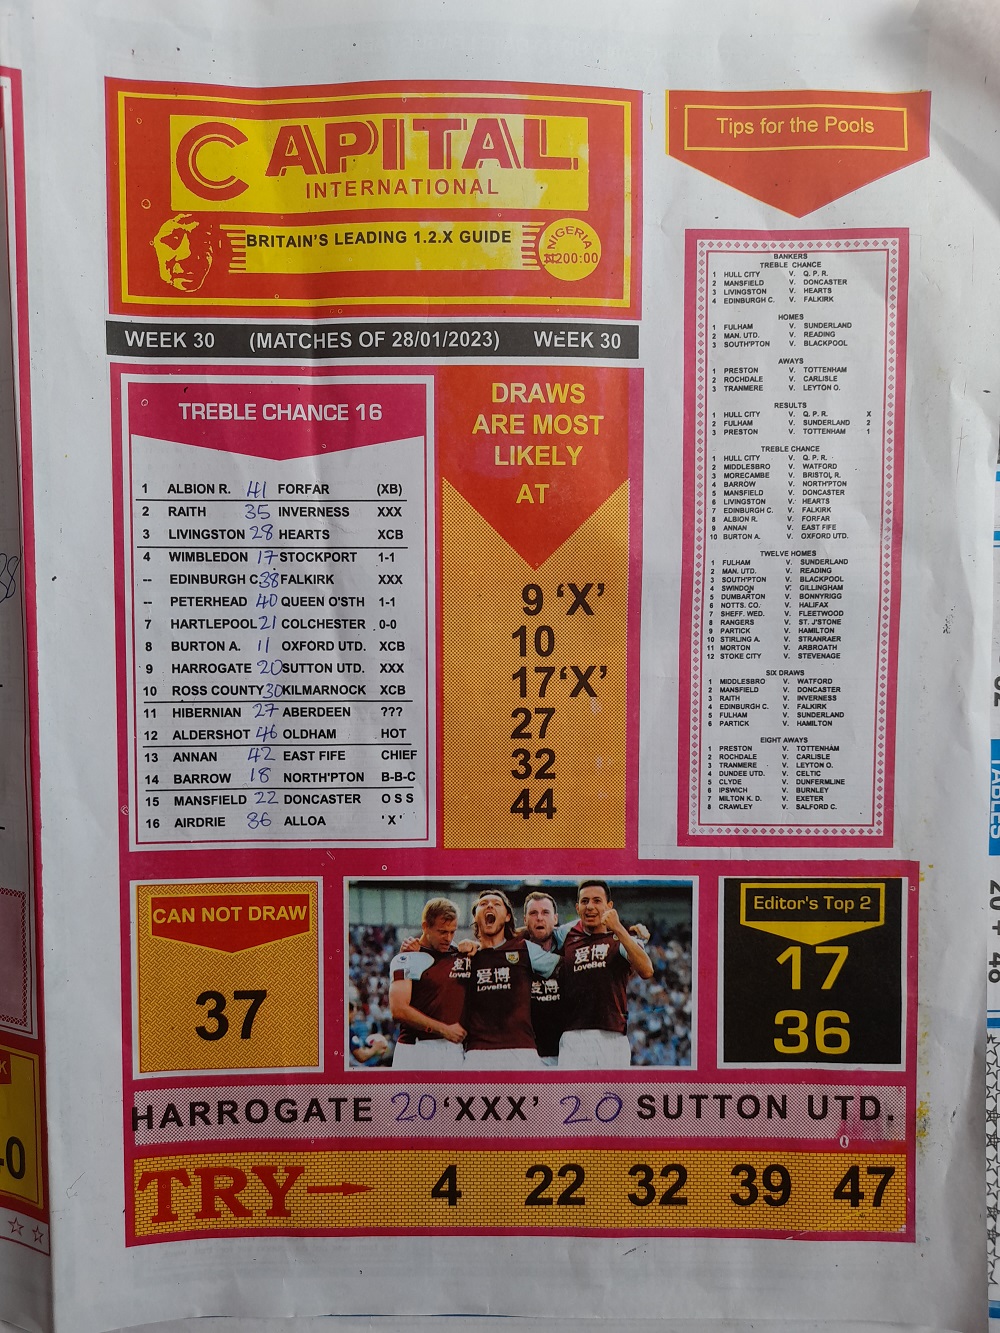 CAPITAL
INTERNATIONAL
BRITAIN'S LEADING 1.2.X GUIDE
NIGERIA
₦200:00
WEEK 30 (MATCHES OF 28/01/2023) WEEK 30
TREBLE CHANCE 16
1 ALBION R. 41 FORFAR (XB)
2 RAITH 35 INVERNESS XXX
3 LIVINGSTON 28 HEARTS XCB
4 WIMBLEDON 17 STOCKPORT 1-1
-- EDINBURGH C 38 FALKIRK XXX
-- PETERHEAD 40 QUEEN O'STH 1-1
7 HARTLEPOOL 21 COLCHESTER 0-0
8 BURTON A. 11 OXFORD UTD. XCB
9 HARROGATE 20 SUTTON UTD. XXX
10 ROSS COUNTY 30 KILMARNOCK XCB
11 HIBERNIAN 27 ABERDEEN ???
12 ALDERSHOT 46 OLDHAM HOT
13 ANNAN 42 EAST FIFE CHIEF
14 BARROW 18 NORTH'PTON B-B-C
15 MANSFIELD 22 DONCASTER O S S
16 AIRDRIE 36 ALLOA 'X'
DRAWS
ARE MOST
LIKELY
AT
9 'X'
10
17 'X'
27
32
44
Tips for the Pools
BANKERS
TREBLE CHANCE
1 HULL CITY V. Q. P. R.
2 MANSFIELD V. DONCASTER
3 LIVINGSTON V. HEARTS
4 EDINBURGH C. V. FALKIRK
HOMES
1 FULHAM V. SUNDERLAND
2 MAN. UTD. V. READING
3 SOUTH'PTON V. BLACKPOOL
AWAYS
1 PRESTON V. TOTTENHAM
2 ROCHDALE V. CARLISLE
3 TRANMERE V. LEYTON O.
RESULTS
1 HULL CITY V. Q. P. R. X
2 FULHAM V. SUNDERLAND 2
3 PRESTON V. TOTTENHAM 1
TREBLE CHANCE
1 HULL CITY V. Q. P. R.
2 MIDDLESBRO V. WATFORD
3 MORECAMBE V. BRISTOL R.
4 BARROW V. NORTH'PTON
5 MANSFIELD V. DONCASTER
6 LIVINGSTON V. HEARTS
7 EDINBURGH C. V. FALKIRK
8 ALBION R. V. FORFAR
9 ANNAN V. EAST FIFE
10 BURTON A. V. OXFORD UTD.
TWELVE HOMES
1 FULHAM V. SUNDERLAND
2 MAN. UTD. V. READING
3 SOUTH'PTON V. BLACKPOOL
4 SWINDON V. GILLINGHAM
5 DUMBARTON V. BONNYRIGG
6 NOTTS. CO. V. HALIFAX
7 SHEFF. WED. V. FLEETWOOD
8 RANGERS V. ST. J'STONE
9 PARTICK V. HAMILTON
10 STIRLING A. V. STRANRAER
11 MORTON V. ARBROATH
12 STOKE CITY V. STEVENAGE
SIX DRAWS
1 MIDDLESBRO V. WATFORD
2 MANSFIELD V. DONCASTER
3 RAITH V. INVERNESS
4 EDINBURGH C. V. FALKIRK
5 FULHAM V. SUNDERLAND
6 PARTICK V. HAMILTON
EIGHT AWAYS
1 PRESTON V. TOTTENHAM
2 ROCHDALE V. CARLISLE
3 TRANMERE V. LEYTON O.
4 DUNDEE UTD. V. CELTIC
5 CLYDE V. DUNFERMLINE
6 IPSWICH V. BURNLEY
7 MILTON K. D. V. EXETER
8 CRAWLEY V. SALFORD C.
CAN NOT DRAW
37
爱博
LoveBet
Editor's Top 2
17
36
HARROGATE 20 'XXX' 20 SUTTON UTD.
TRY 4 22 32 39 47
TABLES